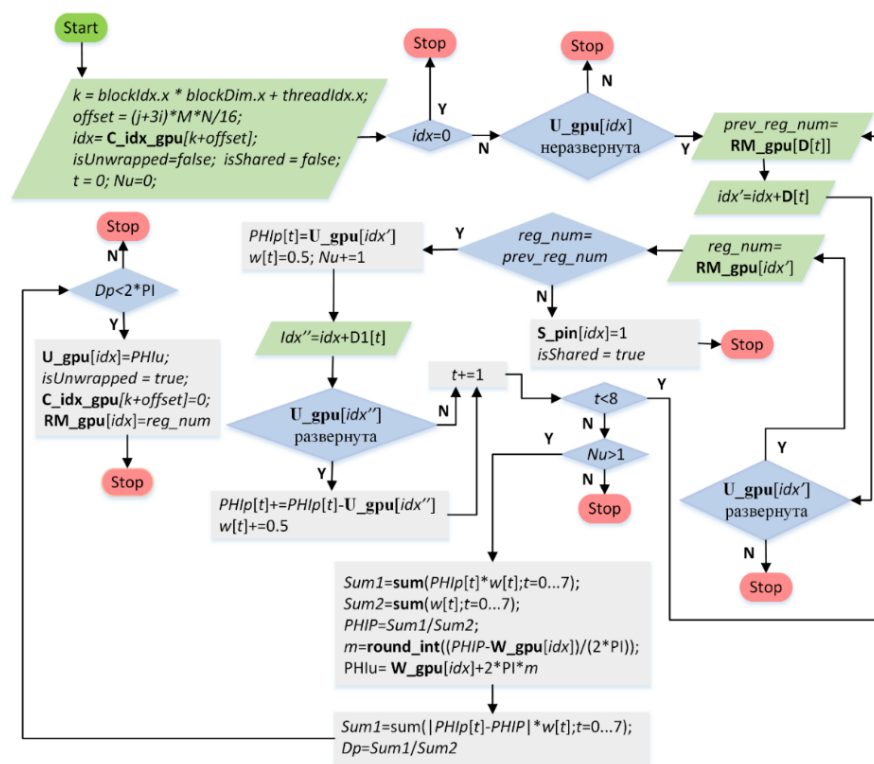 Start
k = blockIdx.x * blockDim.x + threadIdx.x;
offset = (j+3i)*M*N/16;
idx= C_idx_gpu[k+offset];
isUnwrapped=false; isShared = false;
t = 0; Nu=0;
Stop
Y
idx=0
N
Stop
N
U_gpu[idx]
неразвернута
Y
prev_reg_num=
RM_gpu[D[t]]
idx′=idx+D[t]
reg_num=
RM_gpu[idx′]
reg_num=
prev_reg_num
Y
N
PHIp[t]=U_gpu[idx′]
w[t]=0.5; Nu+=1
S_pin[idx]=1
isShared = true
Stop
Idx′′=idx+D1[t]
U_gpu[idx′′]
развернута
N
Y
PHIp[t]+=PHIp[t]-U_gpu[idx′′]
w[t]+=0.5
t+=1
t<8
Y
N
Nu>1
Y
N
Stop
Y
U_gpu[idx′]
развернута
N
Stop
Sum1=sum(PHIp[t]*w[t];t=0...7);
Sum2=sum(w[t];t=0...7);
PHIP=Sum1/Sum2;
m=round_int((PHIP-W_gpu[idx])/(2*PI));
PHIu= W_gpu[idx]+2*PI*m
Sum1=sum(|PHIp[t]-PHIP|*w[t];t=0...7);
Dp=Sum1/Sum2
Stop
N
Dp<2*PI
Y
U_gpu[idx]=PHIu;
isUnwrapped = true;
C_idx_gpu[k+offset]=0;
RM_gpu[idx]=reg_num
Stop